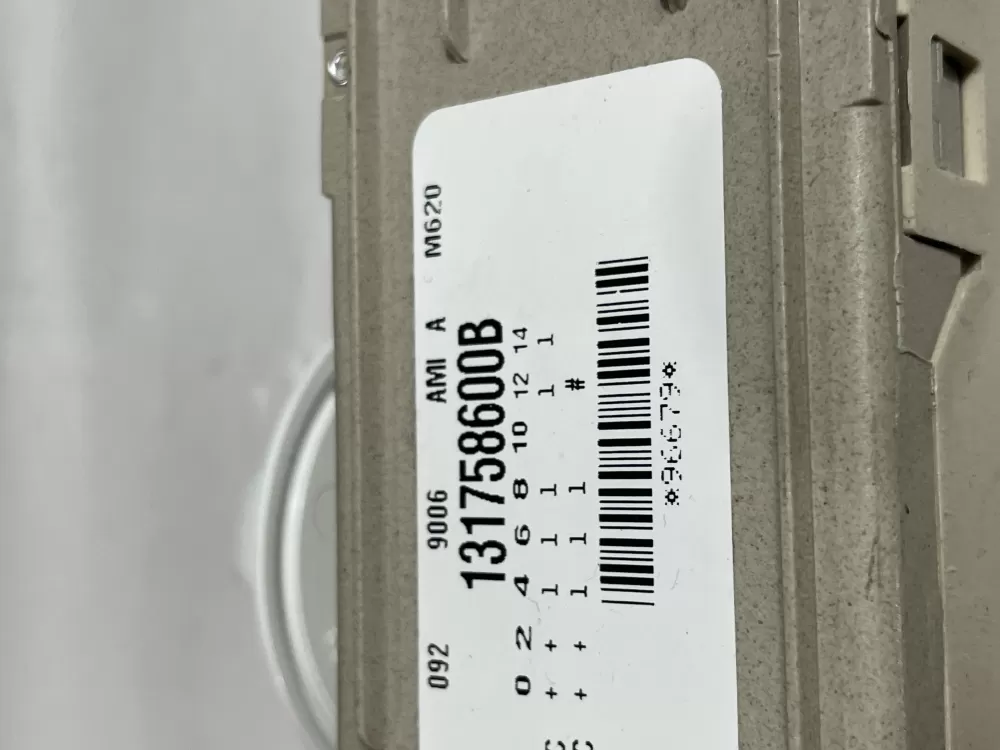 092 9006 AMI A M620
131758600B
0 2 4 6 8 10 12 14
C + + 1 1 1 1 1
C + + 1 1 1 #
*96679*